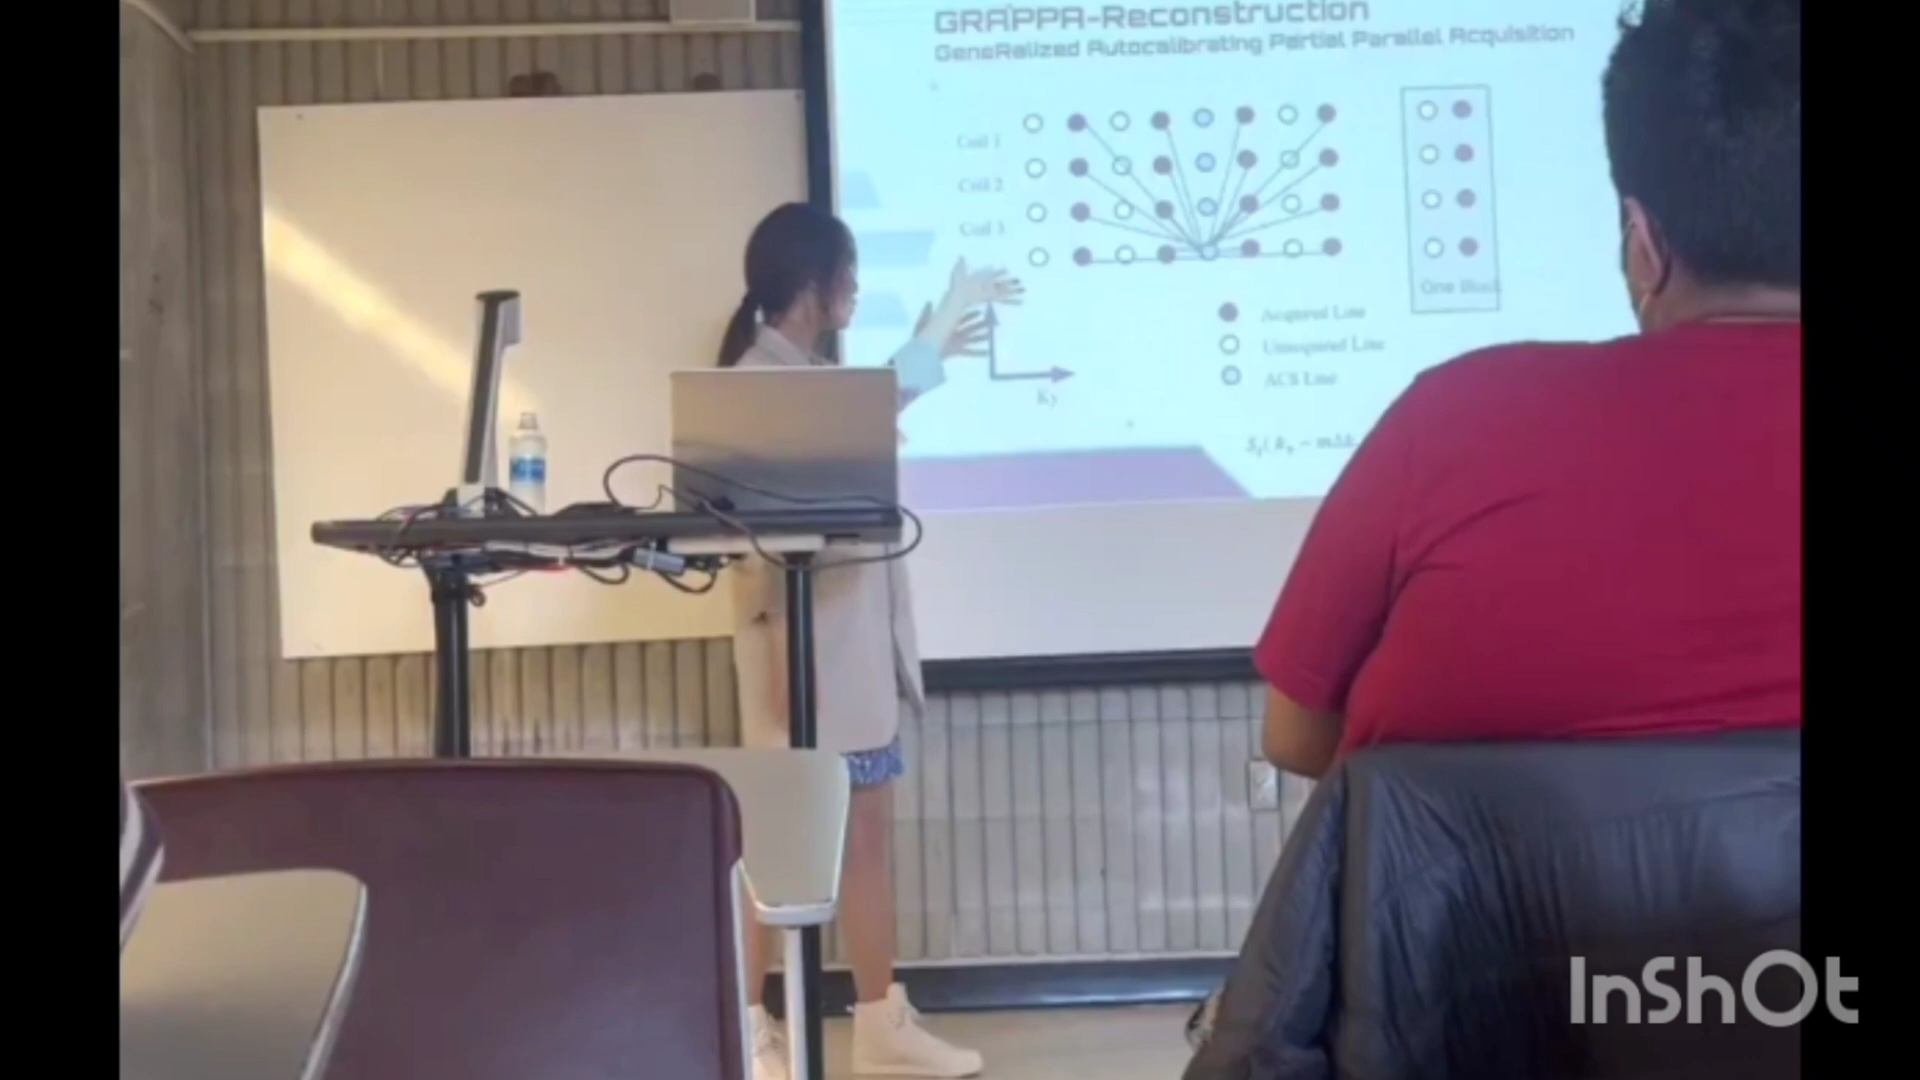 GRAPPA-Reconstruction
GeneRalized Autocalibrating Partial Parallel Acquisition
Coil 1
Coil 2
Coil 3
One Block
Acquired Line
Unacquired Line
ACS Line
Ky
InShOt